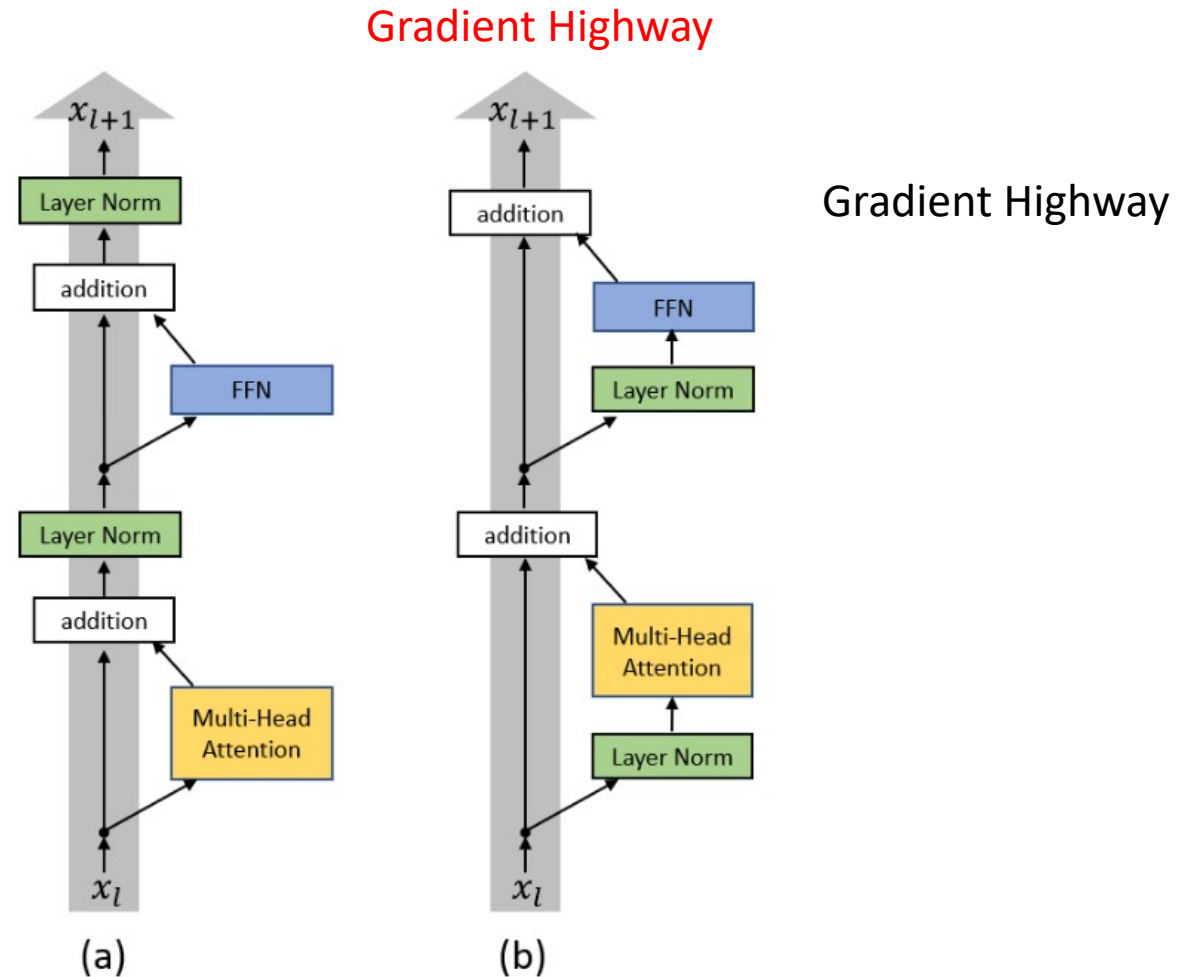 Gradient Highway
x_{l+1}
Layer Norm
addition
FFN
Layer Norm
addition
Multi-Head
Attention
x_l
(a)
x_{l+1}
addition
FFN
Layer Norm
addition
Multi-Head
Attention
Layer Norm
x_l
(b)
Gradient Highway